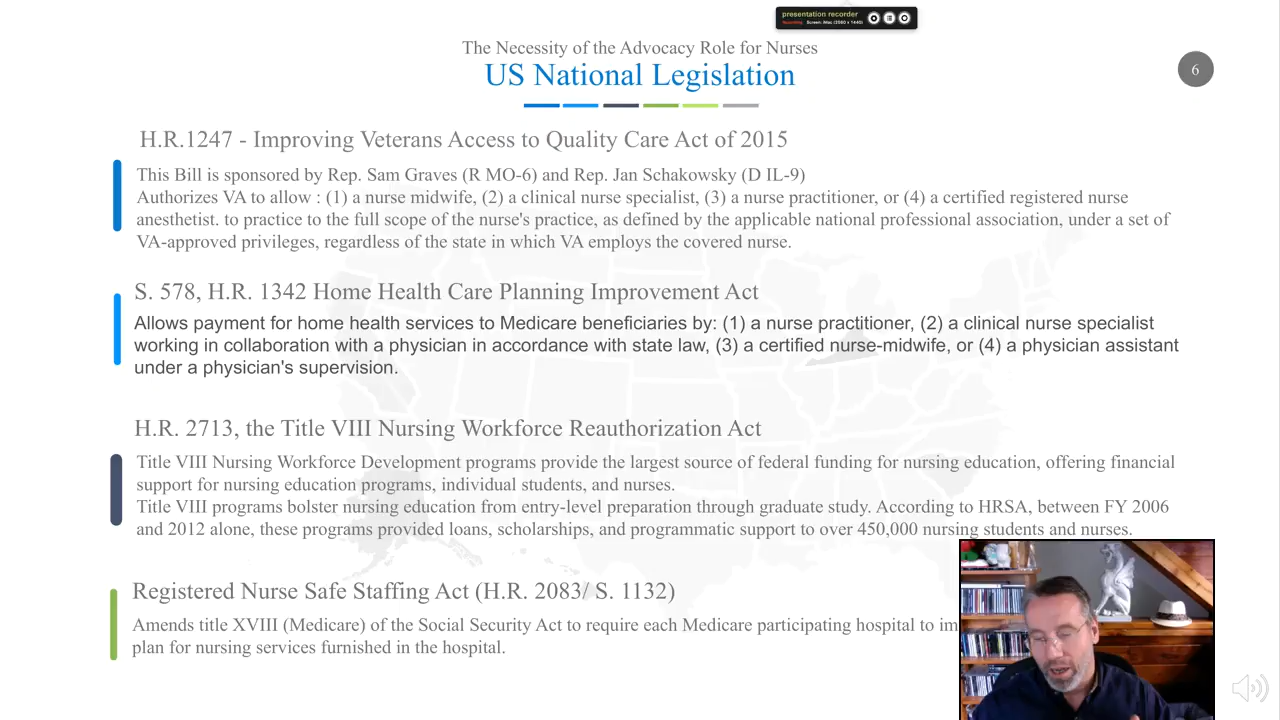 presentation recorder
Recording Screen: iMac (2560 x 1440)
The Necessity of the Advocacy Role for Nurses
US National Legislation
6
H.R.1247 - Improving Veterans Access to Quality Care Act of 2015
This Bill is sponsored by Rep. Sam Graves (R MO-6) and Rep. Jan Schakowsky (D IL-9)
Authorizes VA to allow : (1) a nurse midwife, (2) a clinical nurse specialist, (3) a nurse practitioner, or (4) a certified registered nurse
anesthetist. to practice to the full scope of the nurse's practice, as defined by the applicable national professional association, under a set of
VA-approved privileges, regardless of the state in which VA employs the covered nurse.
S. 578, H.R. 1342 Home Health Care Planning Improvement Act
Allows payment for home health services to Medicare beneficiaries by: (1) a nurse practitioner, (2) a clinical nurse specialist
working in collaboration with a physician in accordance with state law, (3) a certified nurse-midwife, or (4) a physician assistant
under a physician's supervision.
H.R. 2713, the Title VIII Nursing Workforce Reauthorization Act
Title VIII Nursing Workforce Development programs provide the largest source of federal funding for nursing education, offering financial
support for nursing education programs, individual students, and nurses.
Title VIII programs bolster nursing education from entry-level preparation through graduate study. According to HRSA, between FY 2006
and 2012 alone, these programs provided loans, scholarships, and programmatic support to over 450,000 nursing students and nurses.
Registered Nurse Safe Staffing Act (H.R. 2083/ S. 1132)
Amends title XVIII (Medicare) of the Social Security Act to require each Medicare participating hospital to im
plan for nursing services furnished in the hospital.